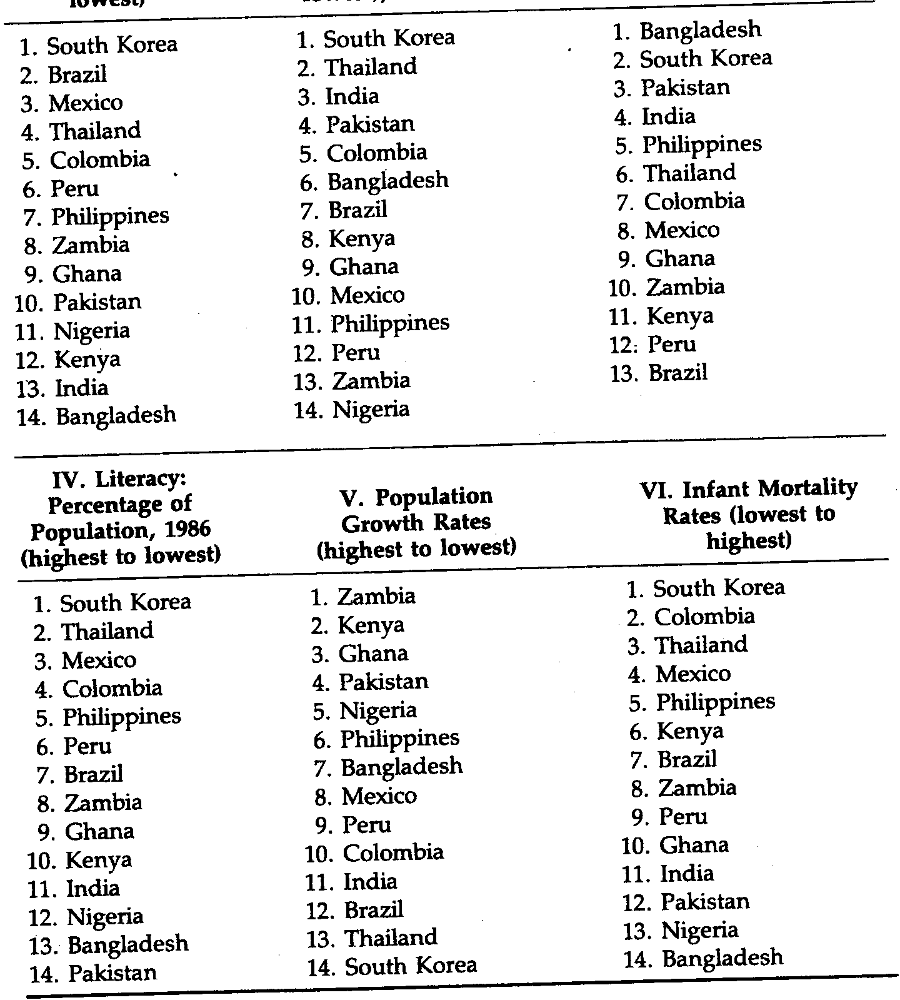 lowest)
1. South Korea
2. Brazil
3. Mexico
4. Thailand
5. Colombia
6. Peru
7. Philippines
8. Zambia
9. Ghana
10. Pakistan
11. Nigeria
12. Kenya
13. India
14. Bangladesh
1. South Korea
2. Thailand
3. India
4. Pakistan
5. Colombia
6. Bangladesh
7. Brazil
8. Kenya
9. Ghana
10. Mexico
11. Philippines
12. Peru
13. Zambia
14. Nigeria
1. Bangladesh
2. South Korea
3. Pakistan
4. India
5. Philippines
6. Thailand
7. Colombia
8. Mexico
9. Ghana
10. Zambia
11. Kenya
12. Peru
13. Brazil
IV. Literacy:
Percentage of
Population, 1986
(highest to lowest)
1. South Korea
2. Thailand
3. Mexico
4. Colombia
5. Philippines
6. Peru
7. Brazil
8. Zambia
9. Ghana
10. Kenya
11. India
12. Nigeria
13. Bangladesh
14. Pakistan
V. Population
Growth Rates
(highest to lowest)
1. Zambia
2. Kenya
3. Ghana
4. Pakistan
5. Nigeria
6. Philippines
7. Bangladesh
8. Mexico
9. Peru
10. Colombia
11. India
12. Brazil
13. Thailand
14. South Korea
VI. Infant Mortality
Rates (lowest to
highest)
1. South Korea
2. Colombia
3. Thailand
4. Mexico
5. Philippines
6. Kenya
7. Brazil
8. Zambia
9. Peru
10. Ghana
11. India
12. Pakistan
13. Nigeria
14. Bangladesh